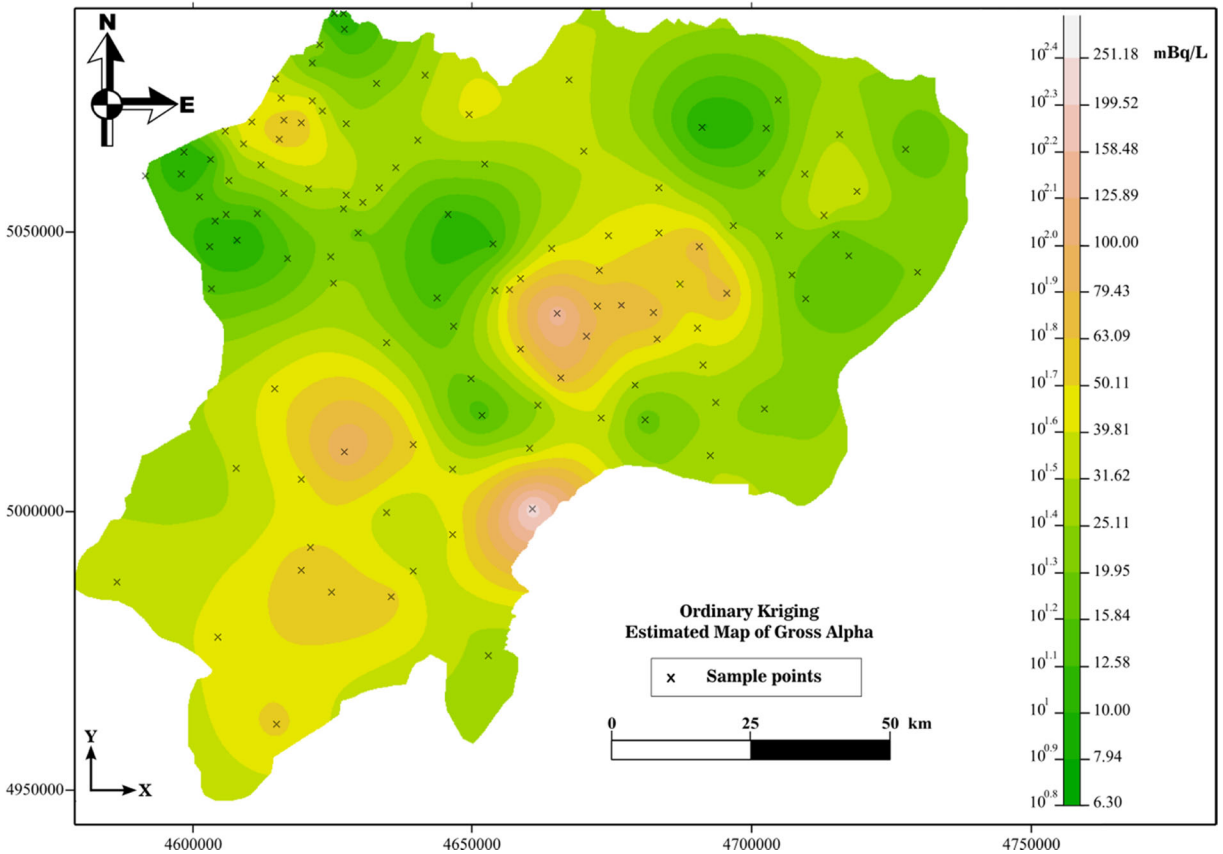 N
E
mBq/L
10^2.4 251.18
10^2.3 199.52
10^2.2 158.48
10^2.1 125.89
10^2.0 100.00
10^1.9 79.43
10^1.8 63.09
10^1.7 50.11
10^1.6 39.81
10^1.5 31.62
10^1.4 25.11
10^1.3 19.95
10^1.2 15.84
10^1.1 12.58
10^1 10.00
10^0.9 7.94
10^0.8 6.30
5050000
5000000
4950000
Ordinary Kriging
Estimated Map of Gross Alpha
x Sample points
0 25 50 km
Y
X
4600000 4650000 4700000 4750000